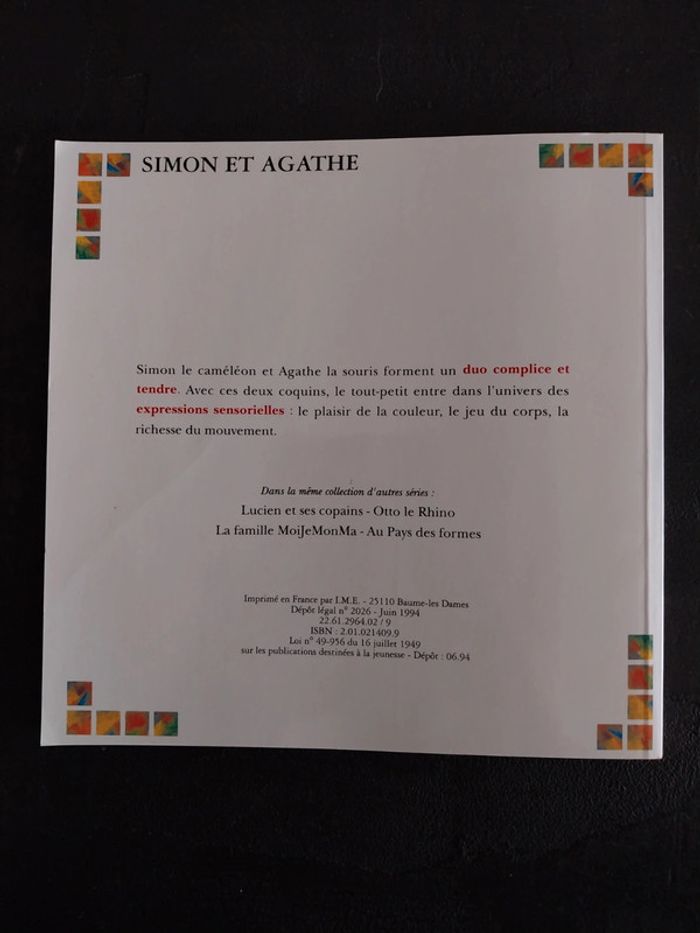 SIMON ET AGATHE
Simon le caméléon et Agathe la souris forment un duo complice et
tendre. Avec ces deux coquins, le tout-petit entre dans l'univers des
expressions sensorielles : le plaisir de la couleur, le jeu du corps, la
richesse du mouvement.
Dans la même collection d'autres séries :
Lucien et ses copains - Otto le Rhino
La famille MoiJeMonMa - Au Pays des formes
Imprimé en France par I.M.E. - 25110 Baume-les Dames
Dépôt légal n° 2026 - Juin 1994
22.61.2964.02 / 9
ISBN : 2.01.021409.9
Loi n° 49-956 du 16 juillet 1949
sur les publications destinées à la jeunesse - Dépôt : 06.94